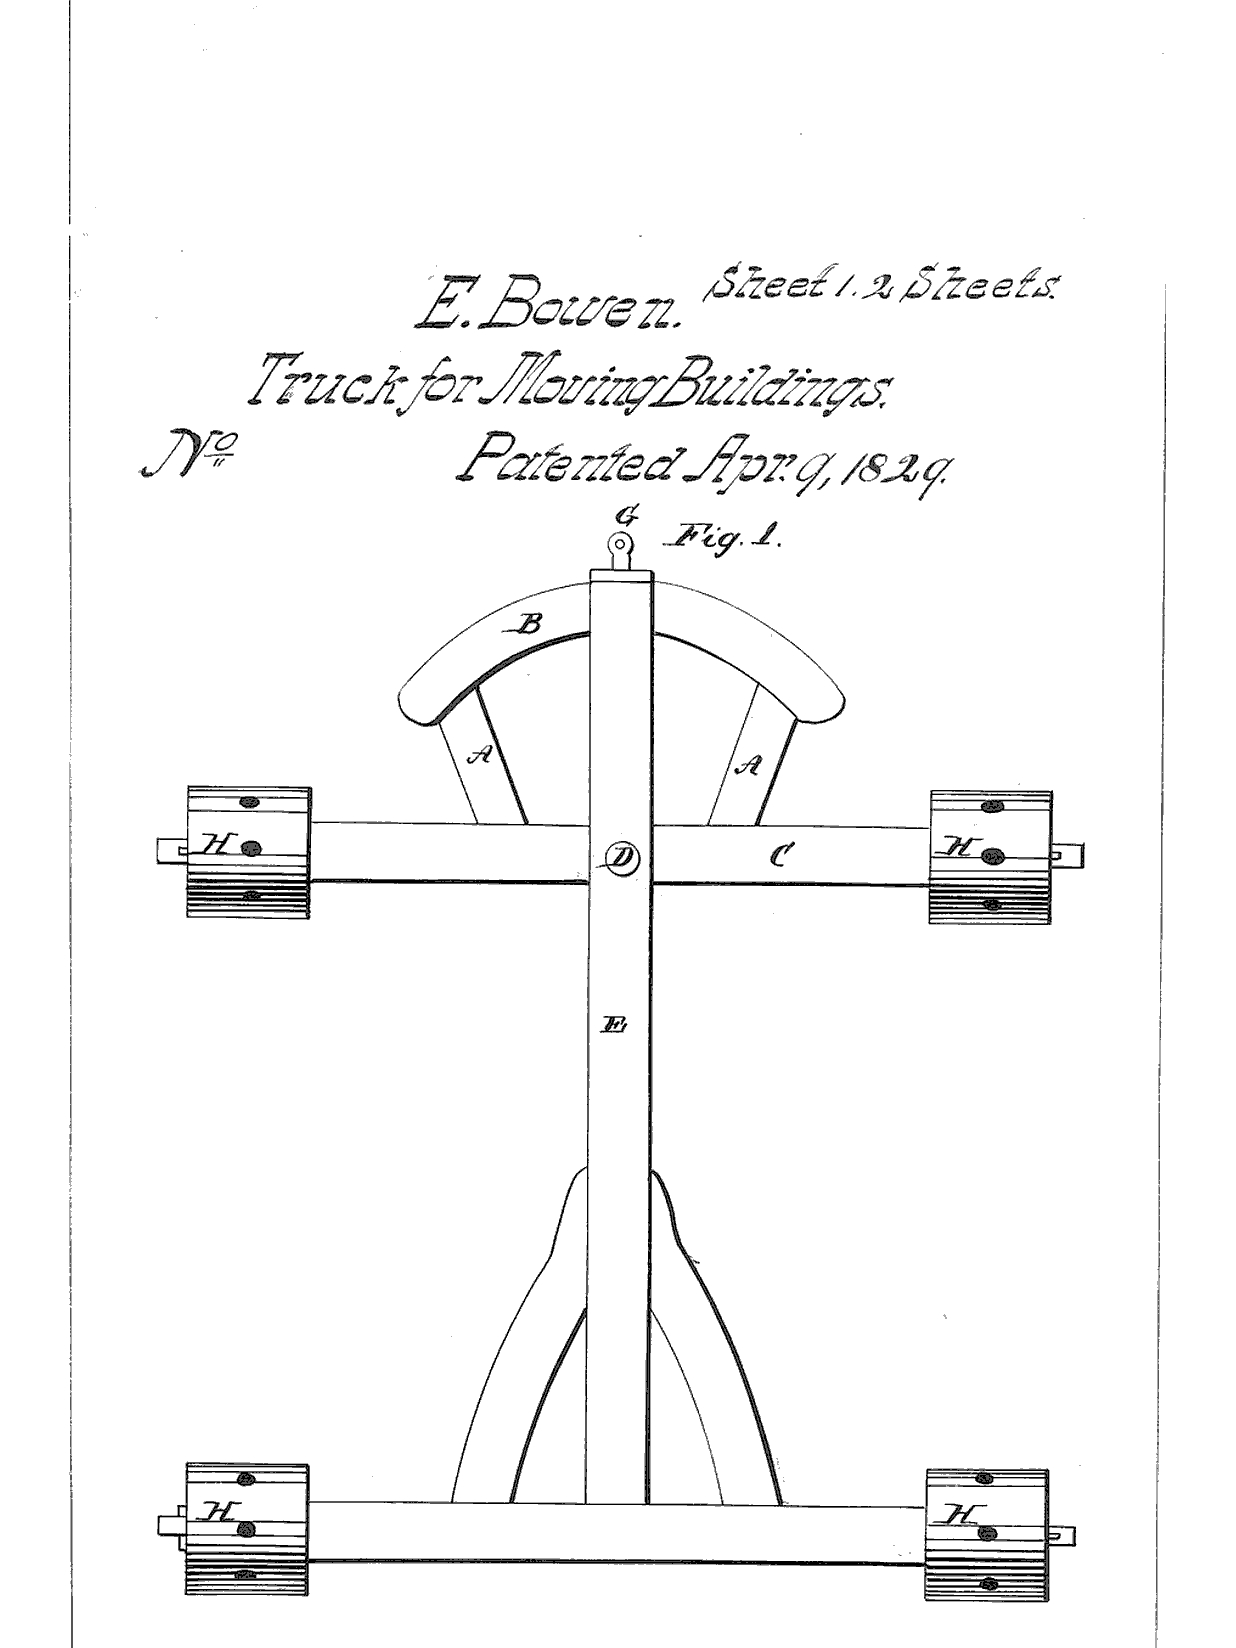 Sheet 1. 2 Sheets.
E. Bowen.
Truck for Moving Buildings.
No
Patented Apr. 9, 1829.
G
Fig. 1.
B
A A
H H
D C
E
H H